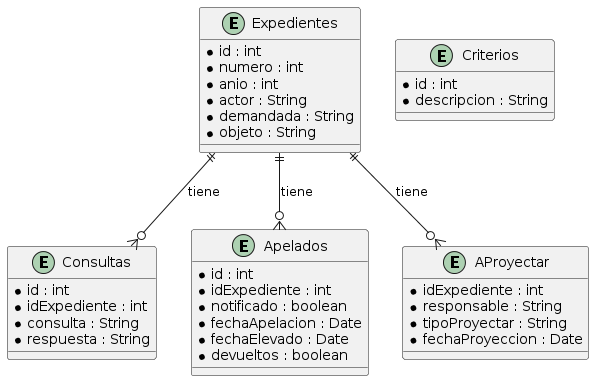 E Expedientes
id : int
numero : int
anio : int
actor : String
demandada : String
objeto : String
E Criterios
id : int
descripcion : String
tiene
tiene
tiene
E Consultas
id : int
idExpediente : int
consulta : String
respuesta : String
E Apelados
id : int
idExpediente : int
notificado : boolean
fechaApelacion : Date
fechaElevado : Date
devueltos : boolean
E AProyectar
idExpediente : int
responsable : String
tipoProyectar : String
fechaProyeccion : Date